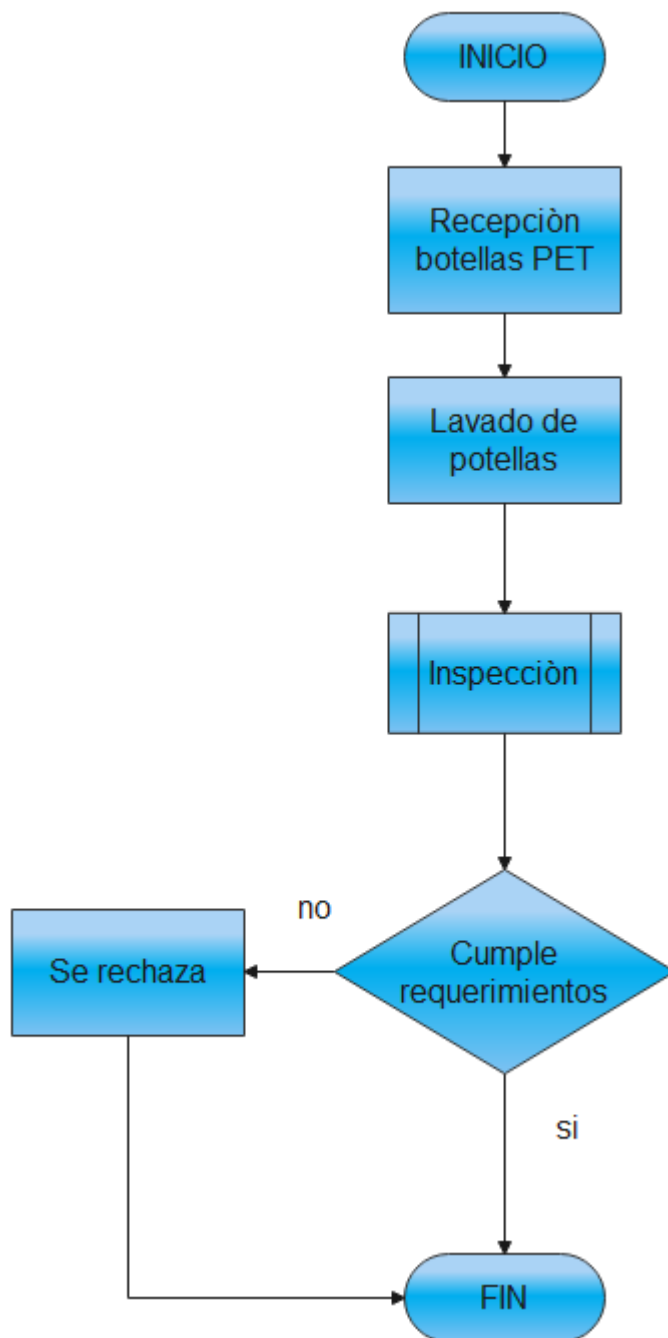 INICIO
Recepciòn
botellas PET
Lavado de
potellas
Inspecciòn
no
Se rechaza
Cumple
requerimientos
si
FIN